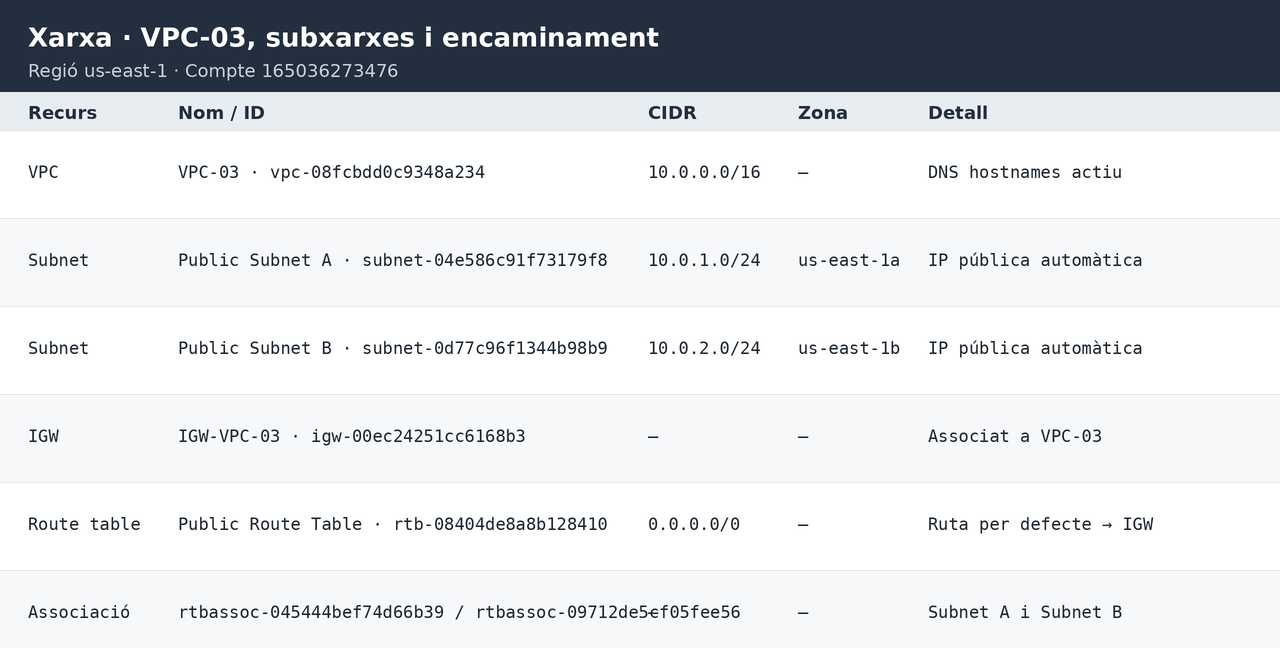 Xarxa · VPC-03, subxarxes i encaminament
Regió us-east-1 · Compte 165036273476
Recurs Nom / ID CIDR Zona Detall
VPC VPC-03 · vpc-08fcbdd0c9348a234 10.0.0.0/16 — DNS hostnames actiu
Subnet Public Subnet A · subnet-04e586c91f73179f8 10.0.1.0/24 us-east-1a IP pública automàtica
Subnet Public Subnet B · subnet-0d77c96f1344b98b9 10.0.2.0/24 us-east-1b IP pública automàtica
IGW IGW-VPC-03 · igw-00ec24251cc6168b3 — — Associat a VPC-03
Route table Public Route Table · rtb-08404de8a8b128410 0.0.0.0/0 — Ruta per defecte → IGW
Associació rtbassoc-045444bef74d66b39 / — Subnet A i Subnet B